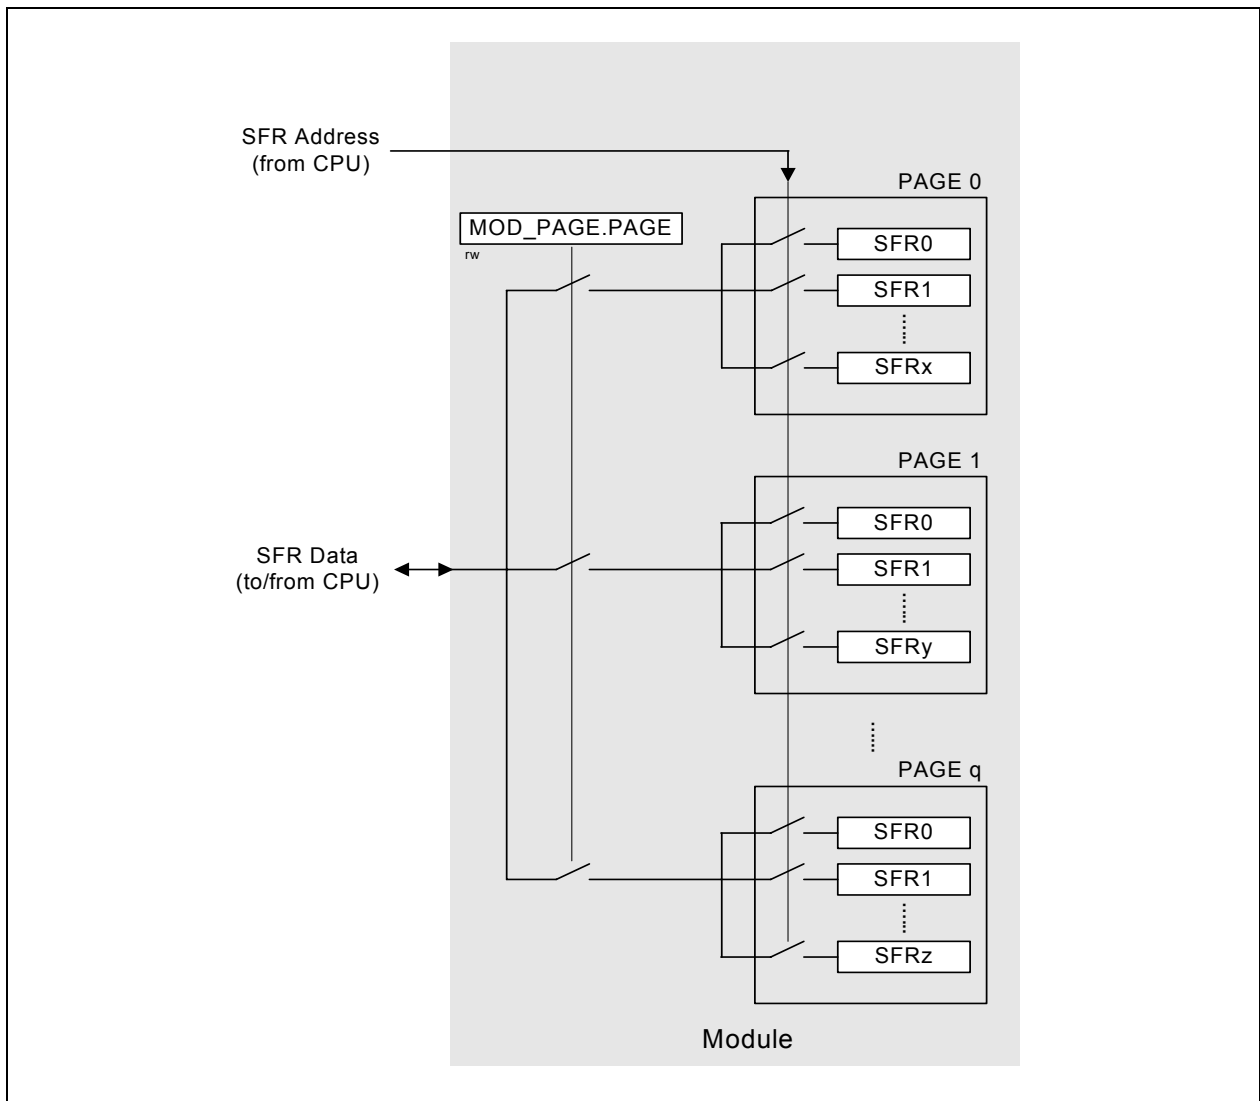 SFR Address
(from CPU)
PAGE 0
MOD_PAGE.PAGE
rw
SFR0
SFR1
SFRx
PAGE 1
SFR0
SFR1
SFRy
SFR Data
(to/from CPU)
PAGE q
SFR0
SFR1
SFRz
Module